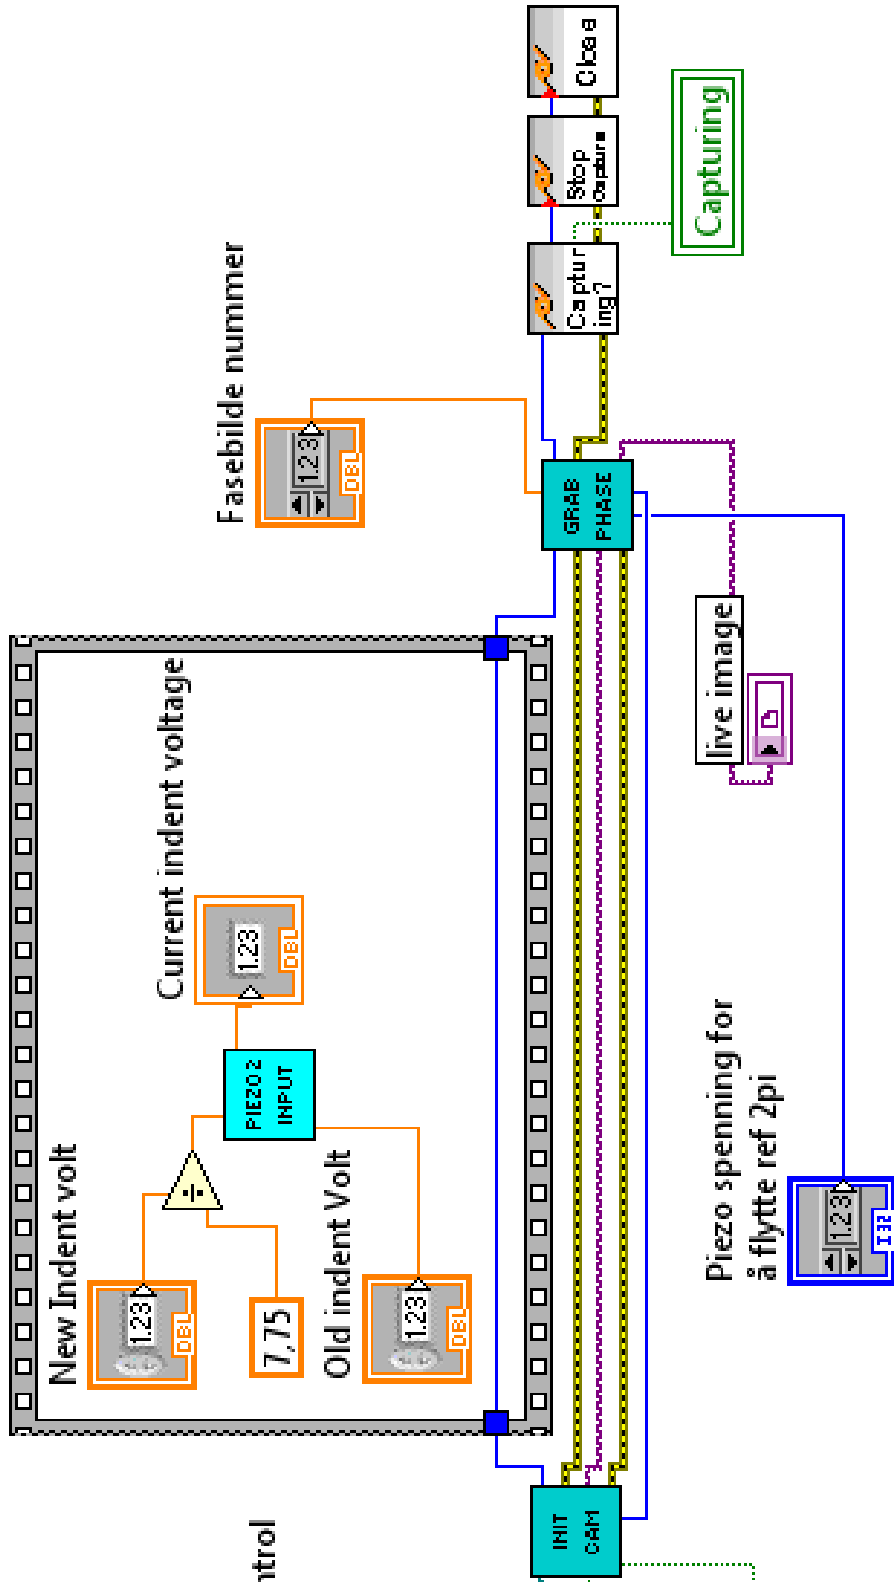 New Indent volt
1.23
DBL
7,75
Old indent Volt
1.23
DBL
PIEZO 2
INPUT
Current indent voltage
1.23
DBL
Fasebilde nummer
1.23
DBL
ntrol
INIT
CAM
GRAB
PHASE
Captur
ing?
Stop
Capture
Close
Capturing
live image
Piezo spenning for
å flytte ref 2pi
1.23
I32